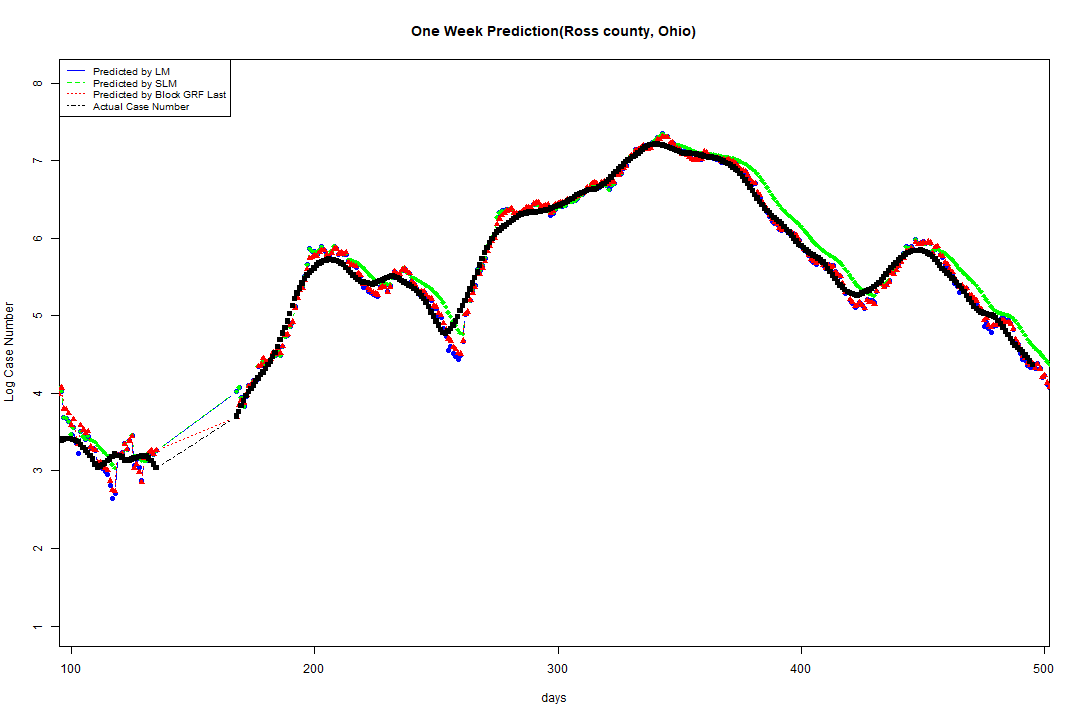 One Week Prediction(Ross county, Ohio)
Predicted by LM
Predicted by SLM
Predicted by Block GRF Last
Actual Case Number
Log Case Number
8
7
6
5
4
3
2
1
100 200 300 400 500
days